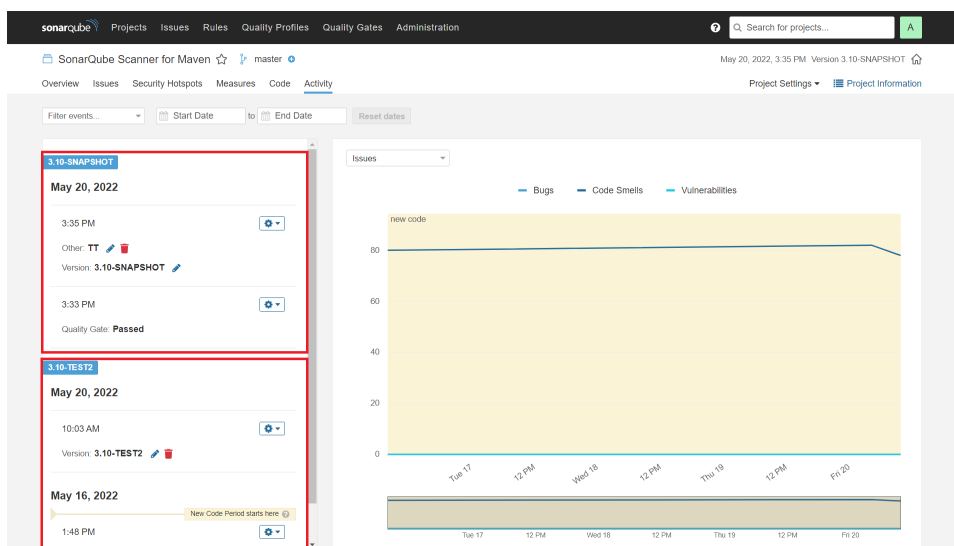 sonarqube Projects Issues Rules Quality Profiles Quality Gates Administration ? Search for projects... A
SonarQube Scanner for Maven master May 20, 2022, 3:35 PM Version 3.10-SNAPSHOT
Overview Issues Security Hotspots Measures Code Activity Project Settings Project Information
Filter events... Start Date to End Date Reset dates
3.10-SNAPSHOT
May 20, 2022
3:35 PM
Other: TT
Version: 3.10-SNAPSHOT
3:33 PM
Quality Gate: Passed
3.10-TEST2
May 20, 2022
10:03 AM
Version: 3.10-TEST2
May 16, 2022
New Code Period starts here ?
1:48 PM
Issues
Bugs Code Smells Vulnerabilities
new code
80
60
40
20
0
Tue 17 12 PM Wed 18 12 PM Thu 19 12 PM Fri 20
Tue 17 12 PM Wed 18 12 PM Thu 19 12 PM Fri 20